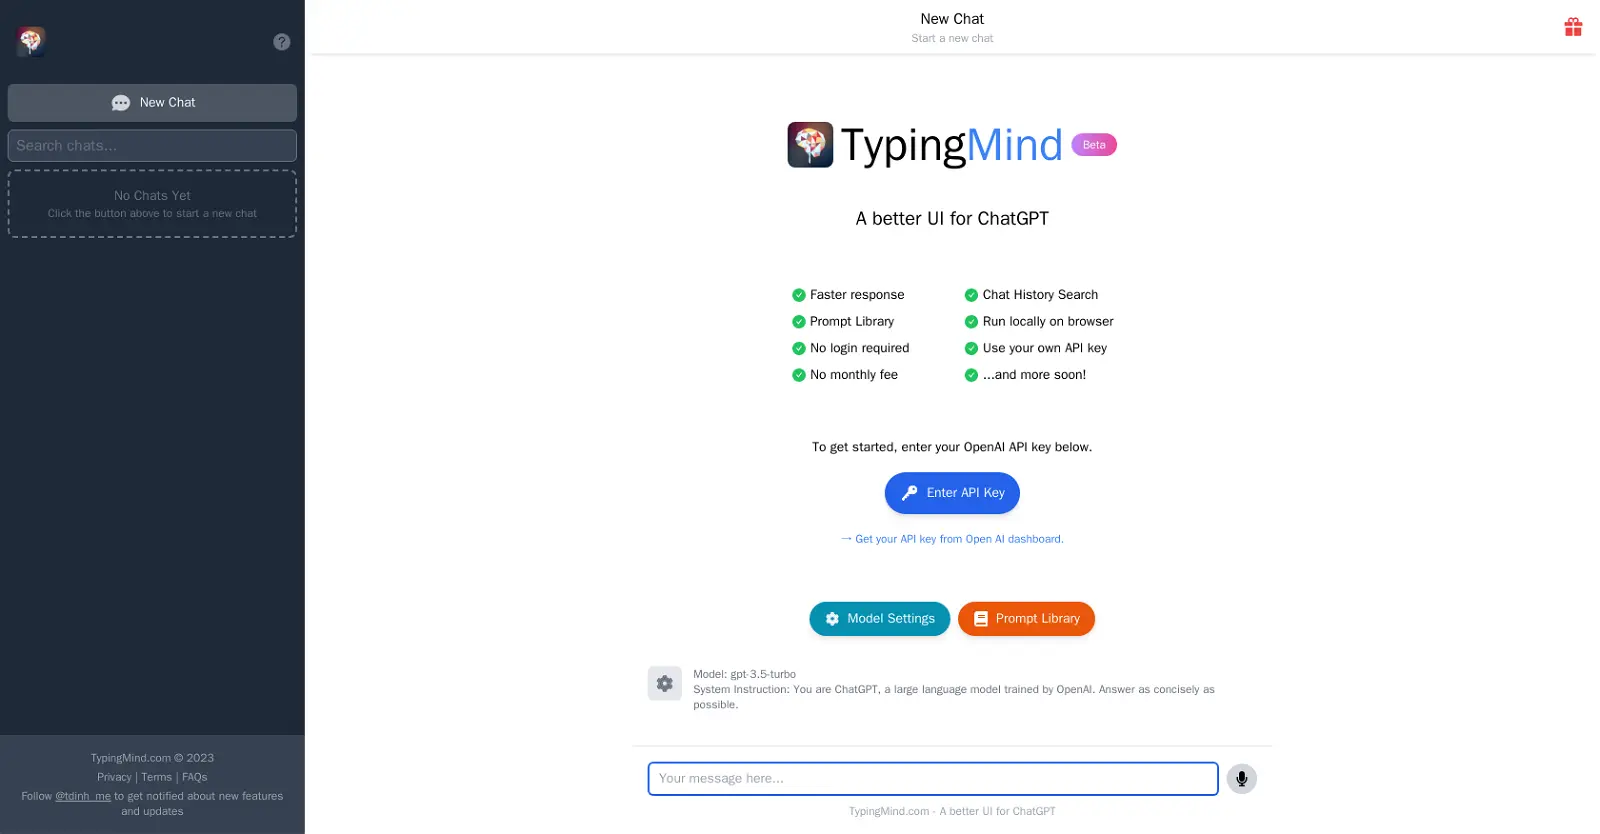 New Chat
Search chats...
No Chats Yet
Click the button above to start a new chat
TypingMind.com © 2023
Privacy | Terms | FAQs
Follow @tdinh_me to get notified about new features
and updates
New Chat
Start a new chat
TypingMind Beta
A better UI for ChatGPT
Faster response
Prompt Library
No login required
No monthly fee
Chat History Search
Run locally on browser
Use your own API key
...and more soon!
To get started, enter your OpenAI API key below.
Enter API Key
→ Get your API key from Open AI dashboard.
Model Settings
Prompt Library
Model: gpt-3.5-turbo
System Instruction: You are ChatGPT, a large language model trained by OpenAI. Answer as concisely as
possible.
Your message here...
TypingMind.com - A better UI for ChatGPT